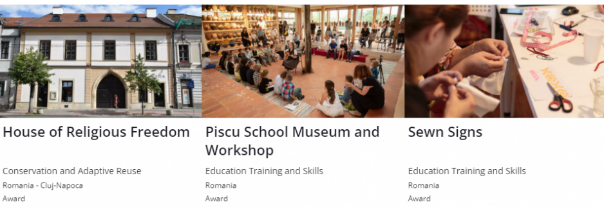 House of Religious Freedom
Conservation and Adaptive Reuse
Romania - Cluj-Napoca
Award
Piscu School Museum and
Workshop
Education Training and Skills
Romania
Award
Sewn Signs
Education Training and Skills
Romania
Award